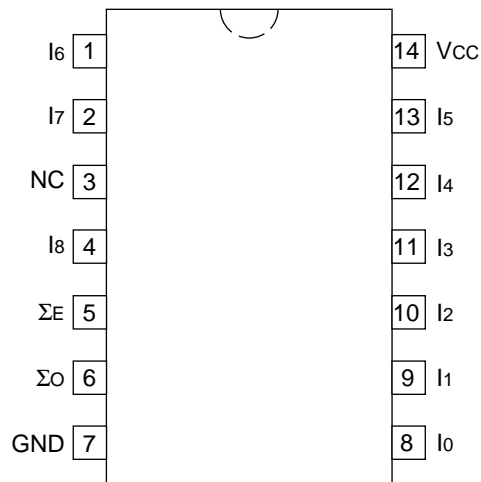 I6 1 14 VCC
I7 2 13 I5
NC 3 12 I4
I8 4 11 I3
ΣE 5 10 I2
ΣO 6 9 I1
GND 7 8 I0